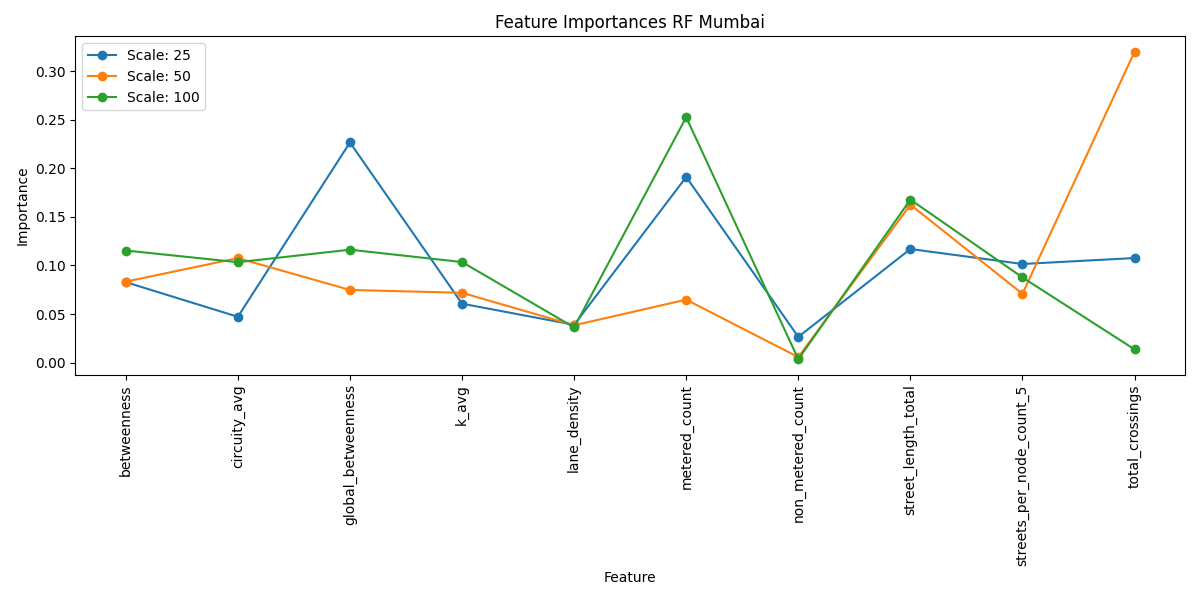 Feature Importances RF Mumbai
Scale: 25
Scale: 50
Scale: 100
Importance
0.30
0.25
0.20
0.15
0.10
0.05
0.00
betweenness
circuity_avg
global_betweenness
k_avg
lane_density
metered_count
non_metered_count
street_length_total
streets_per_node_count_5
total_crossings
Feature